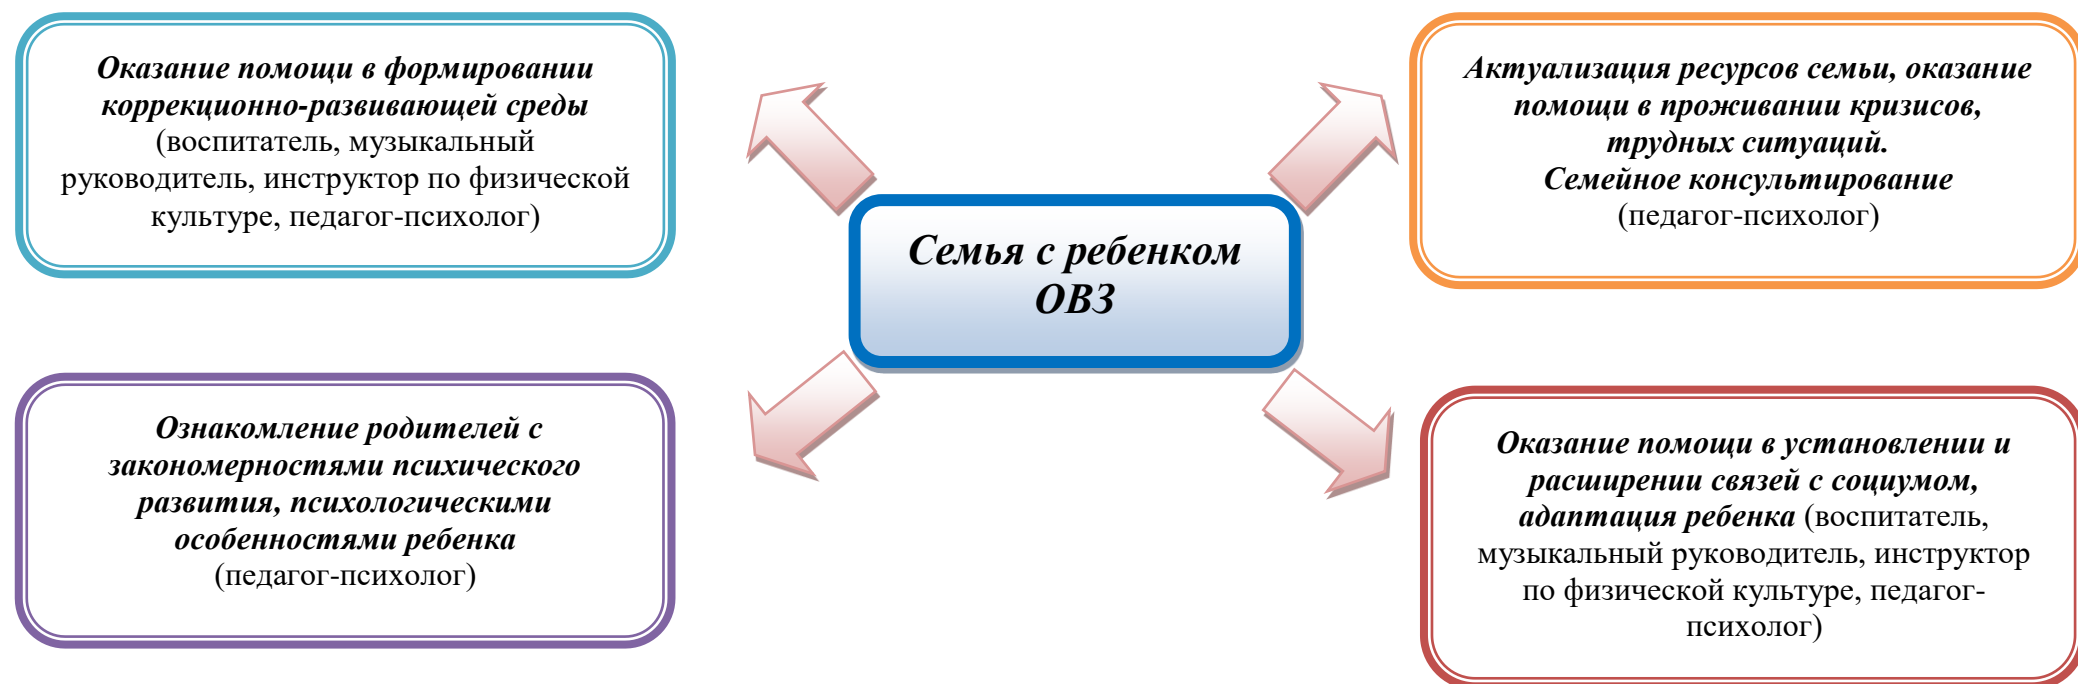 Оказание помощи в формировании
коррекционно-развивающей среды
(воспитатель, музыкальный
руководитель, инструктор по физической
культуре, педагог-психолог)
Актуализация ресурсов семьи, оказание
помощи в проживании кризисов,
трудных ситуаций.
Семейное консультирование
(педагог-психолог)
Семья с ребенком
ОВЗ
Ознакомление родителей с
закономерностями психического
развития, психологическими
особенностями ребенка
(педагог-психолог)
Оказание помощи в установлении и
расширении связей с социумом,
адаптация ребенка (воспитатель,
музыкальный руководитель, инструктор
по физической культуре, педагог-
психолог)